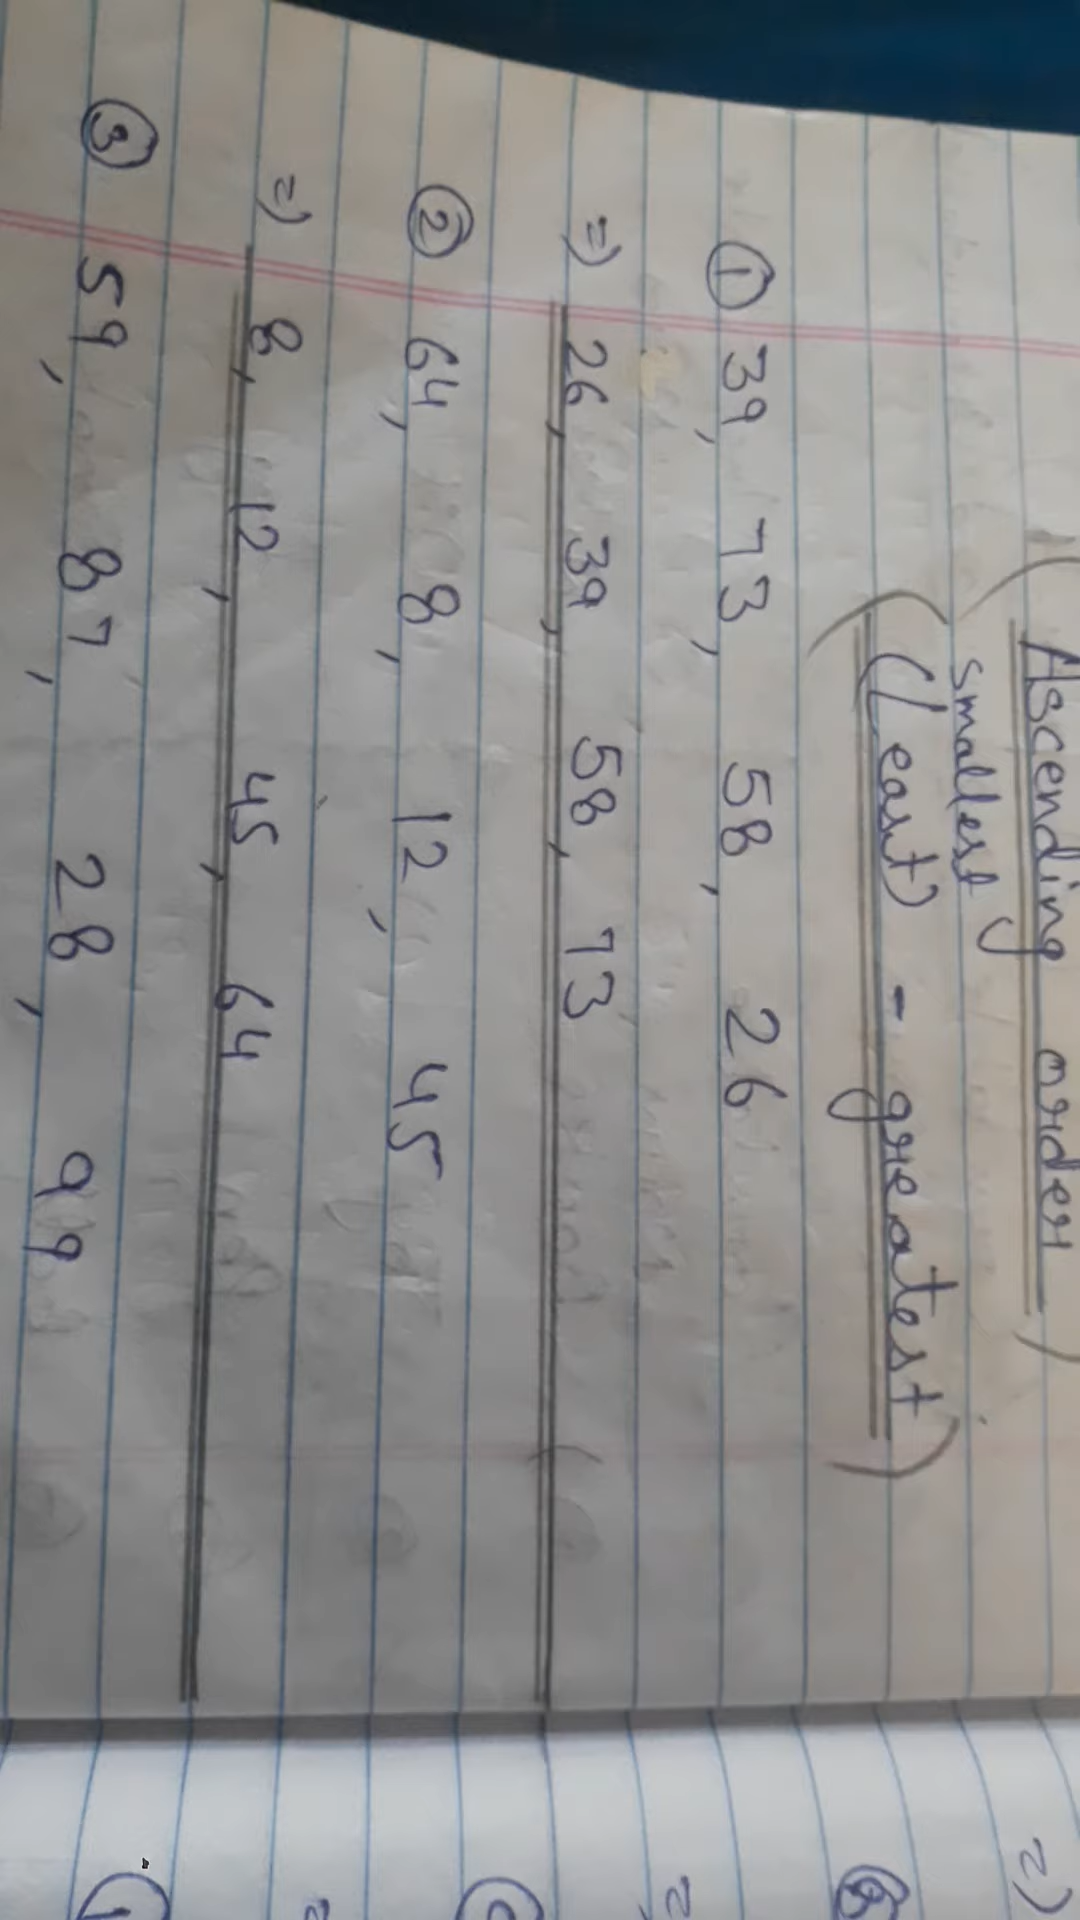 (Ascending order)
smallest
((Least) - greatest)
① 39, 73, 58, 26
=) 26, 39, 58, 73
② 64, 8, 12, 45
=) 8, 12, 45, 64
③ 59, 87, 28, 99
=)
=
=